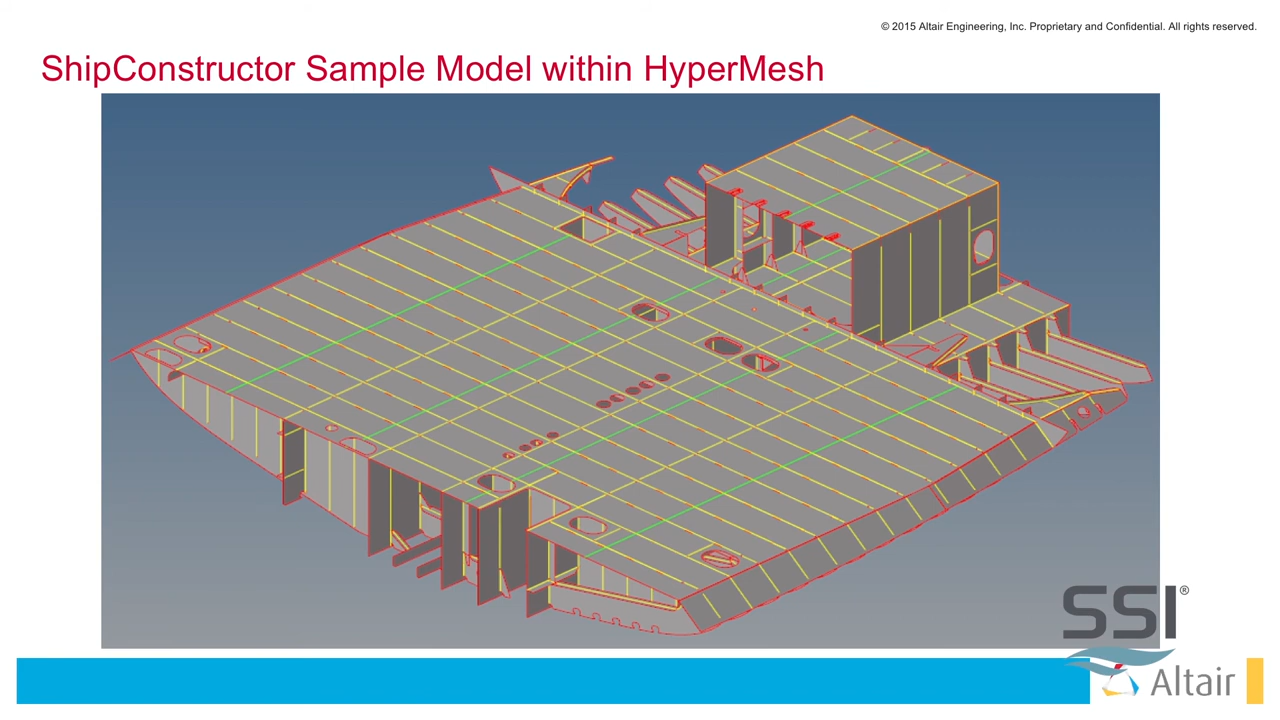 © 2015 Altair Engineering, Inc. Proprietary and Confidential. All rights reserved.
ShipConstructor Sample Model within HyperMesh
SSI®
Altair